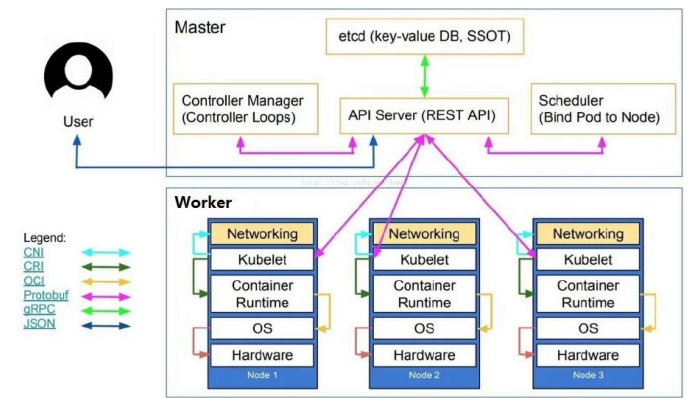 Master
etcd (key-value DB, SSOT)
Controller Manager
(Controller Loops)
API Server (REST API)
Scheduler
(Bind Pod to Node)
User
Worker
Legend:
CNI
CRI
OCI
Protobuf
gRPC
JSON
Networking
Kubelet
Container
Runtime
OS
Hardware
Node 1
Networking
Kubelet
Container
Runtime
OS
Hardware
Node 2
Networking
Kubelet
Container
Runtime
OS
Hardware
Node 3